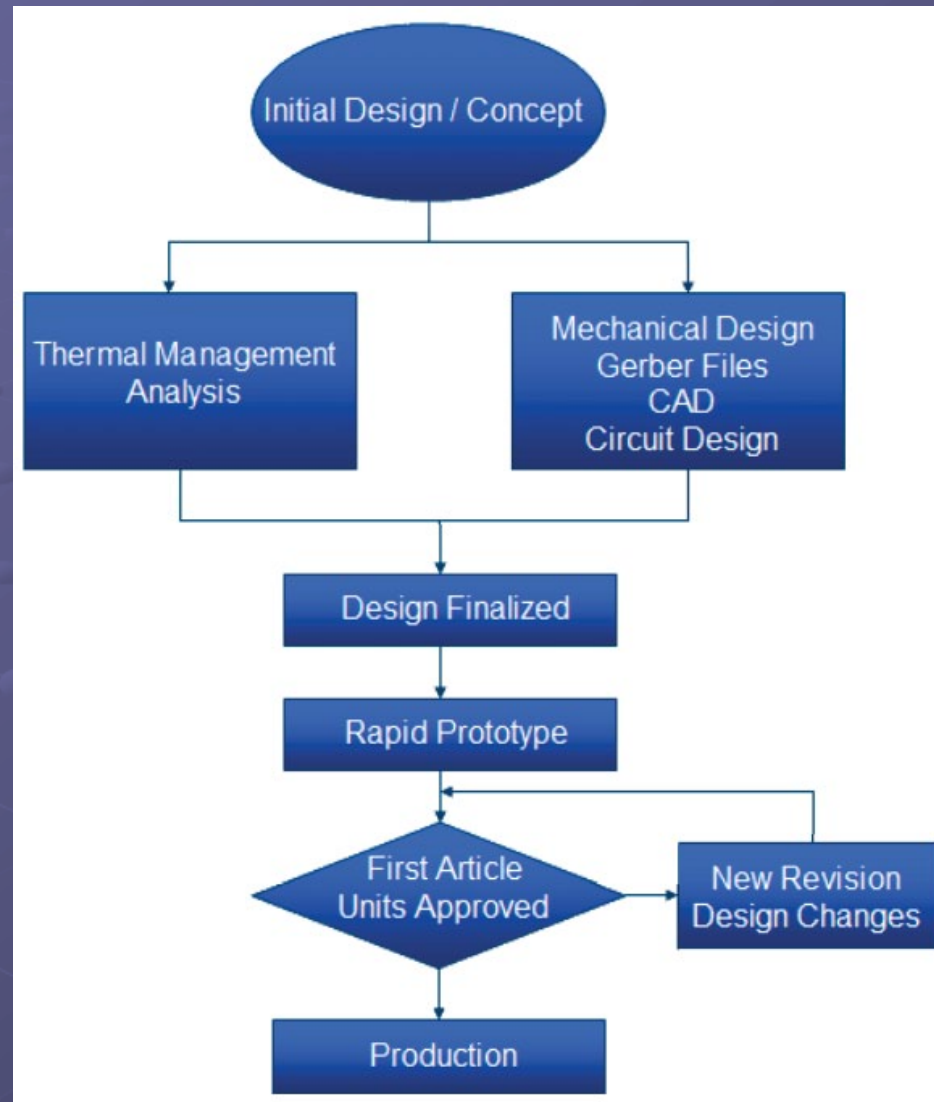 Initial Design / Concept
Thermal Management
Analysis
Mechanical Design
Gerber Files
CAD
Circuit Design
Design Finalized
Rapid Prototype
First Article
Units Approved
New Revision
Design Changes
Production